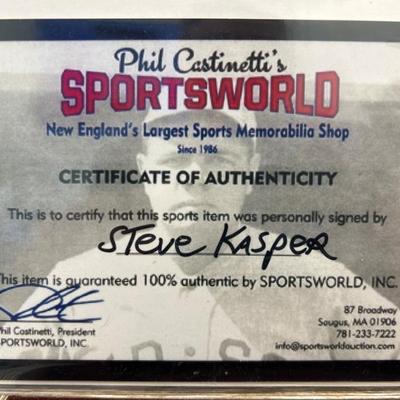 Phil Castinetti's
SPORTSWORLD
New England's Largest Sports Memorabilia Shop
Since 1986
CERTIFICATE OF AUTHENTICITY
This is to certify that this sports item was personally signed by
STEVE KASPER
This item is guaranteed 100% authentic by SPORTSWORLD, INC.
Phil Castinetti, President
SPORTSWORLD, INC.
87 Broadway
Saugus, MA 01906
781-233-7222
info@sportsworldauction.com